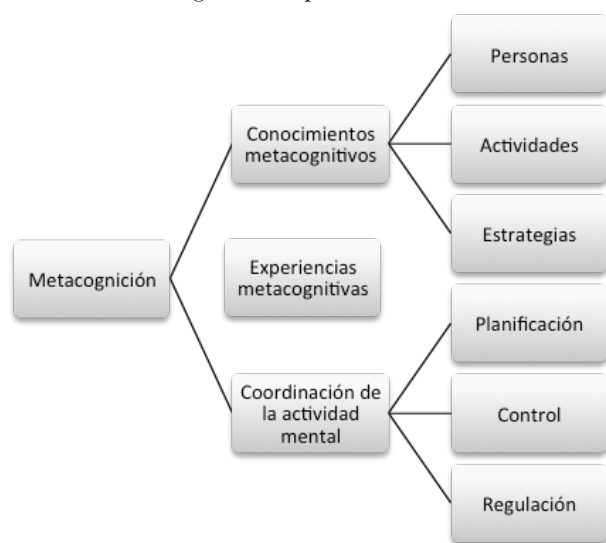 Personas
Conocimientos
metacognitivos
Actividades
Estrategias
Metacognición
Experiencias
metacognitivas
Planificación
Coordinación de
la actividad
mental
Control
Regulación